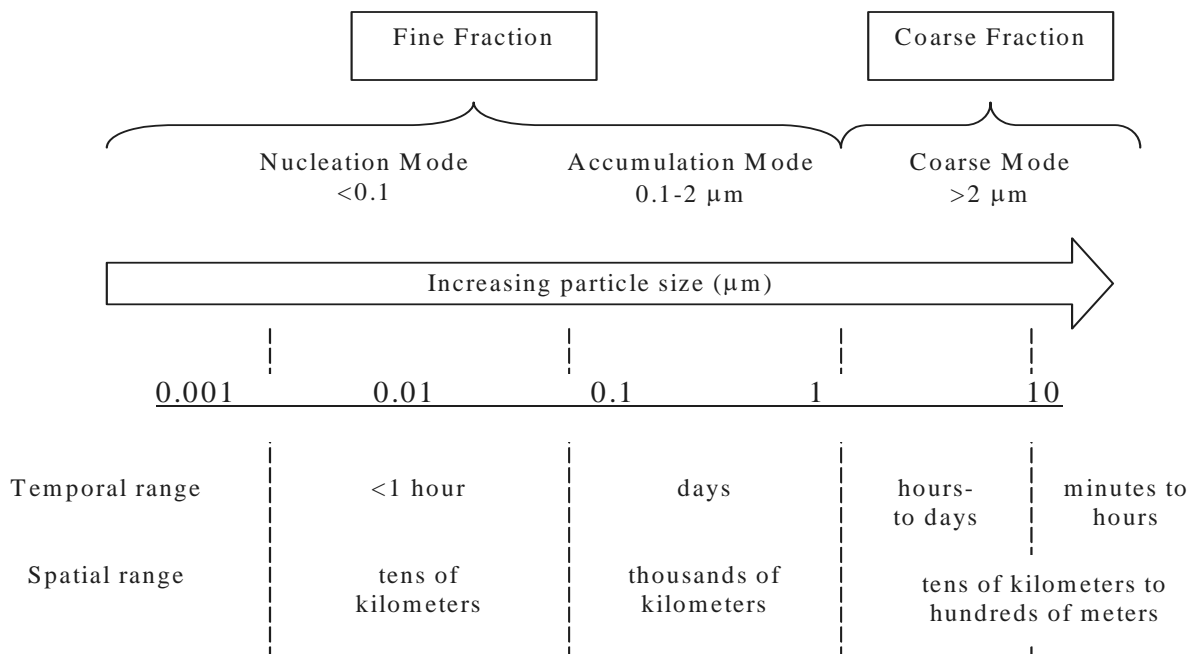 Fine Fraction
Coarse Fraction
Nucleation Mode
<0.1
Accumulation Mode
0.1-2 μm
Coarse Mode
>2 μm
Increasing particle size (μm)
0.001 0.01 0.1 1 10
Temporal range
<1 hour
days
hours-
to days
minutes to
hours
Spatial range
tens of
kilometers
thousands of
kilometers
tens of kilometers to
hundreds of meters